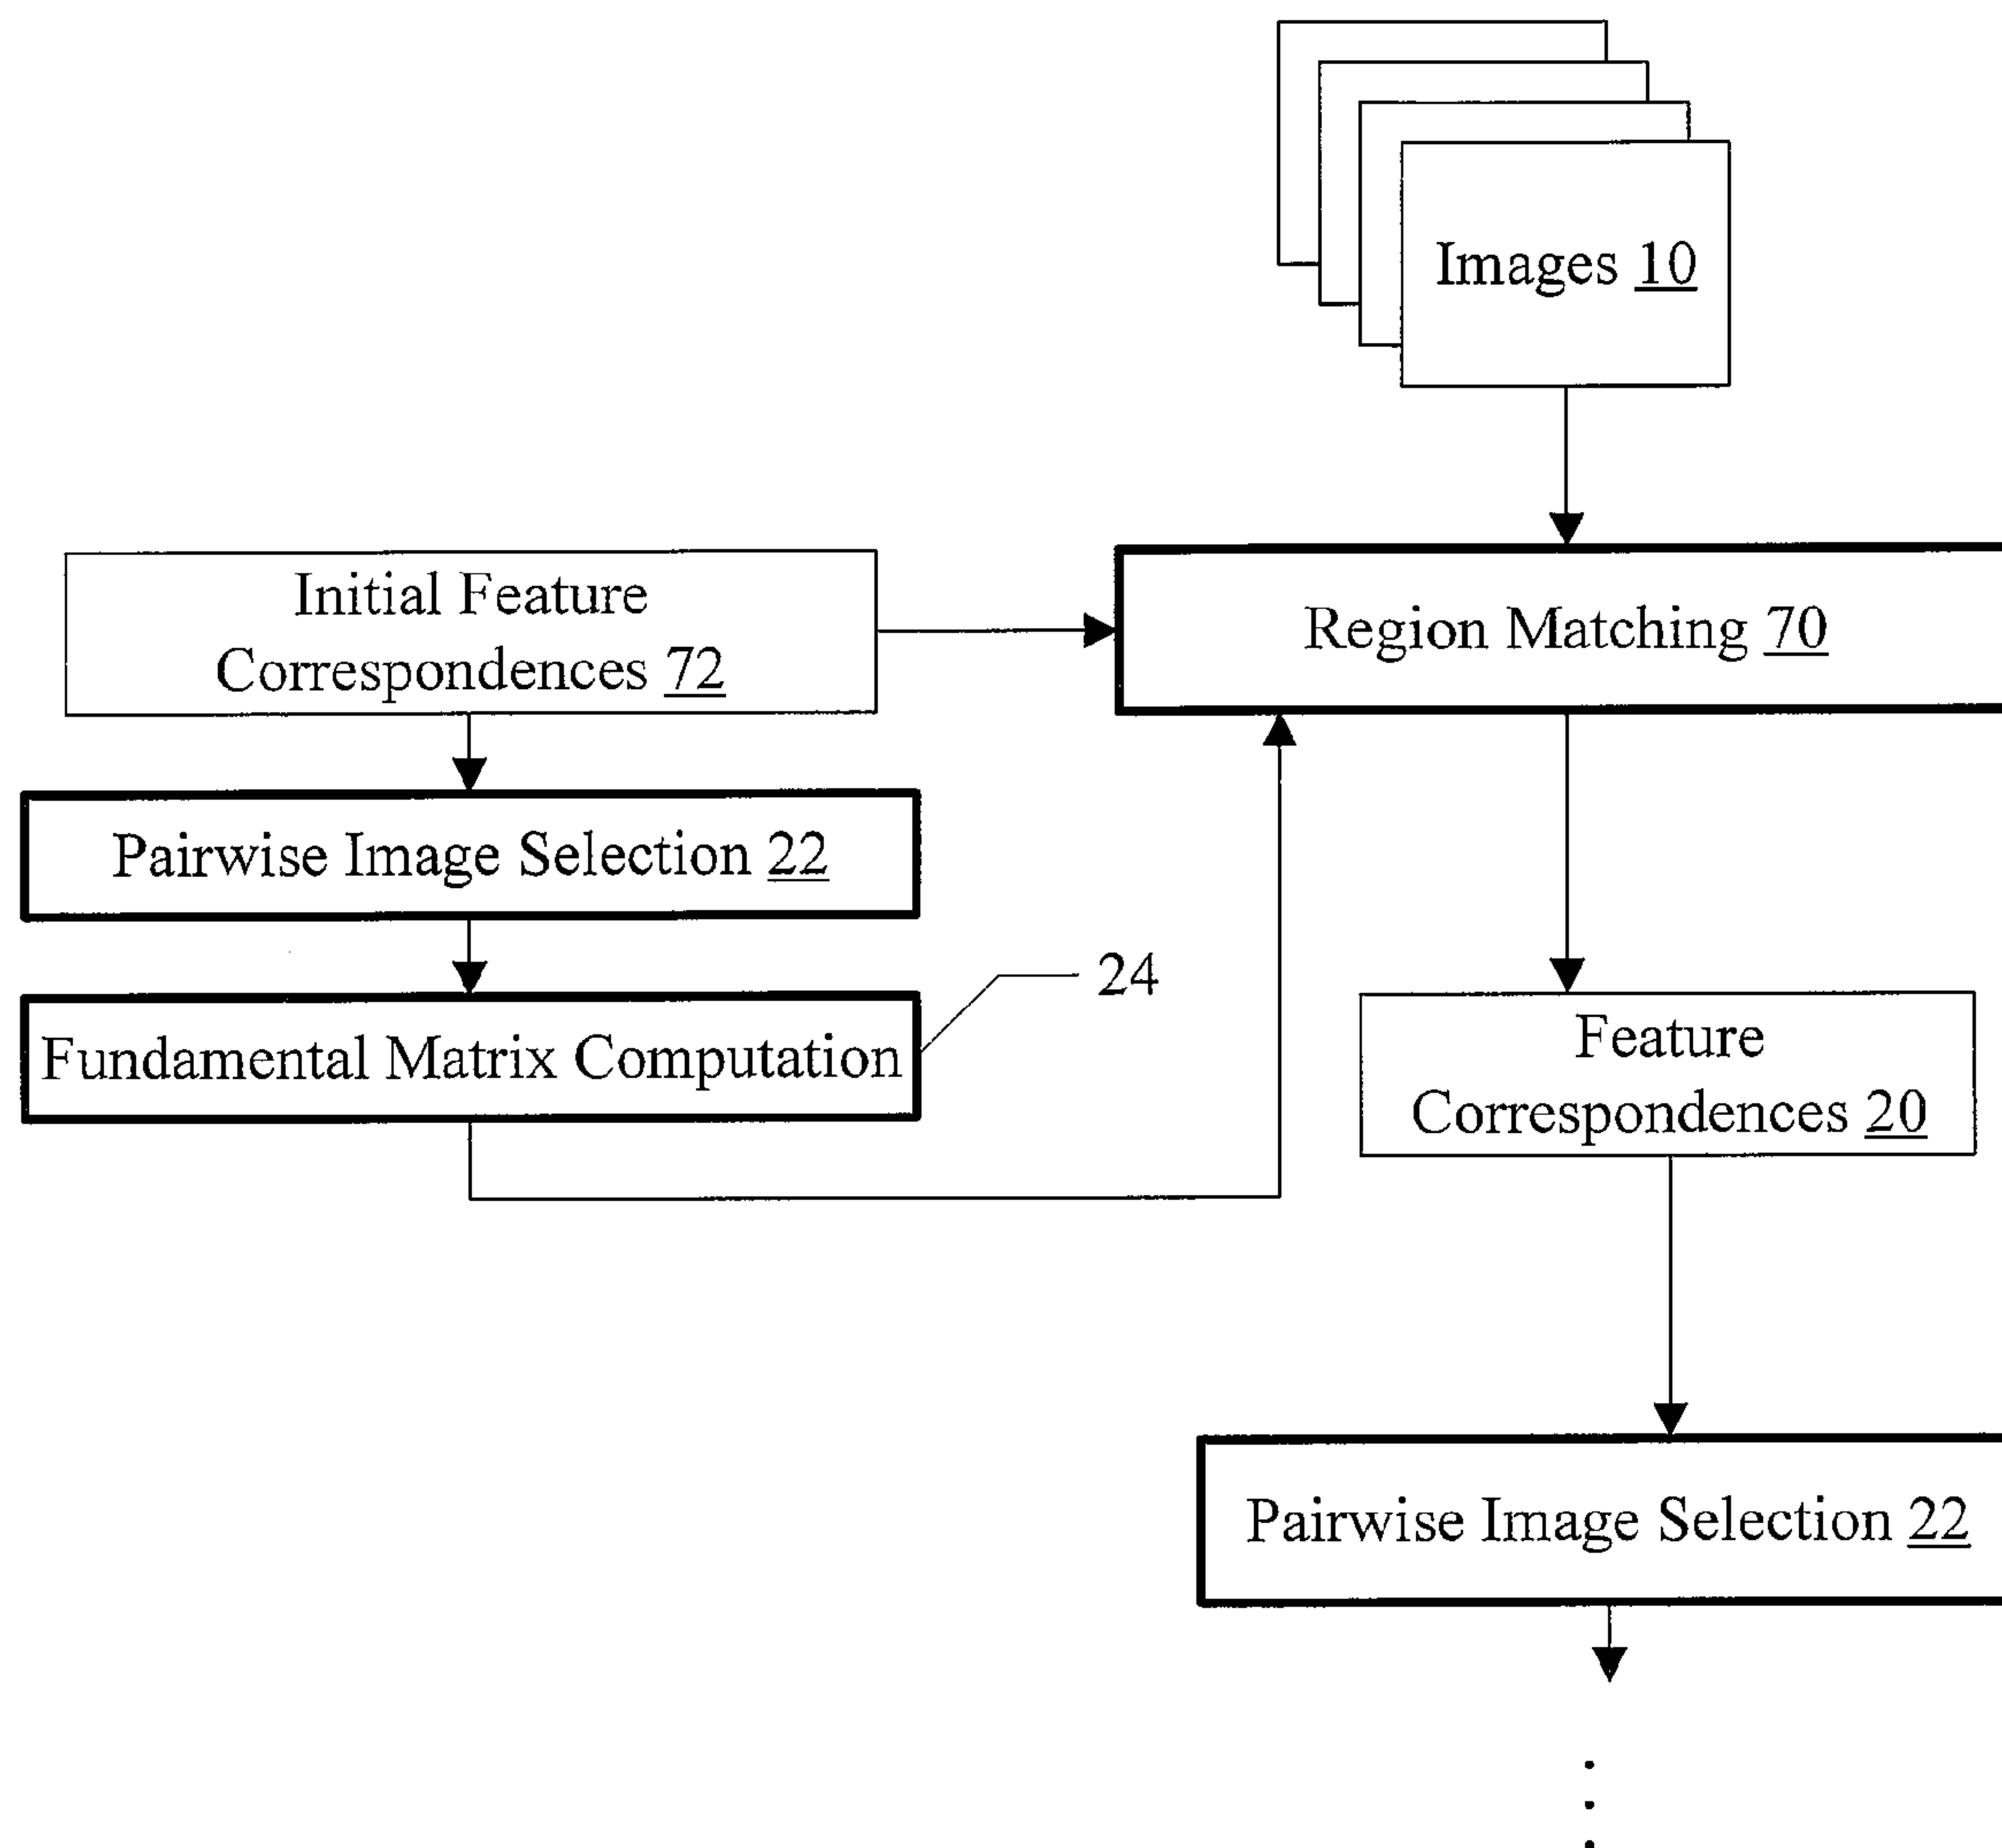 Images 10
Initial Feature
Correspondences 72
Region Matching 70
Pairwise Image Selection 22
24
Fundamental Matrix Computation
Feature
Correspondences 20
Pairwise Image Selection 22